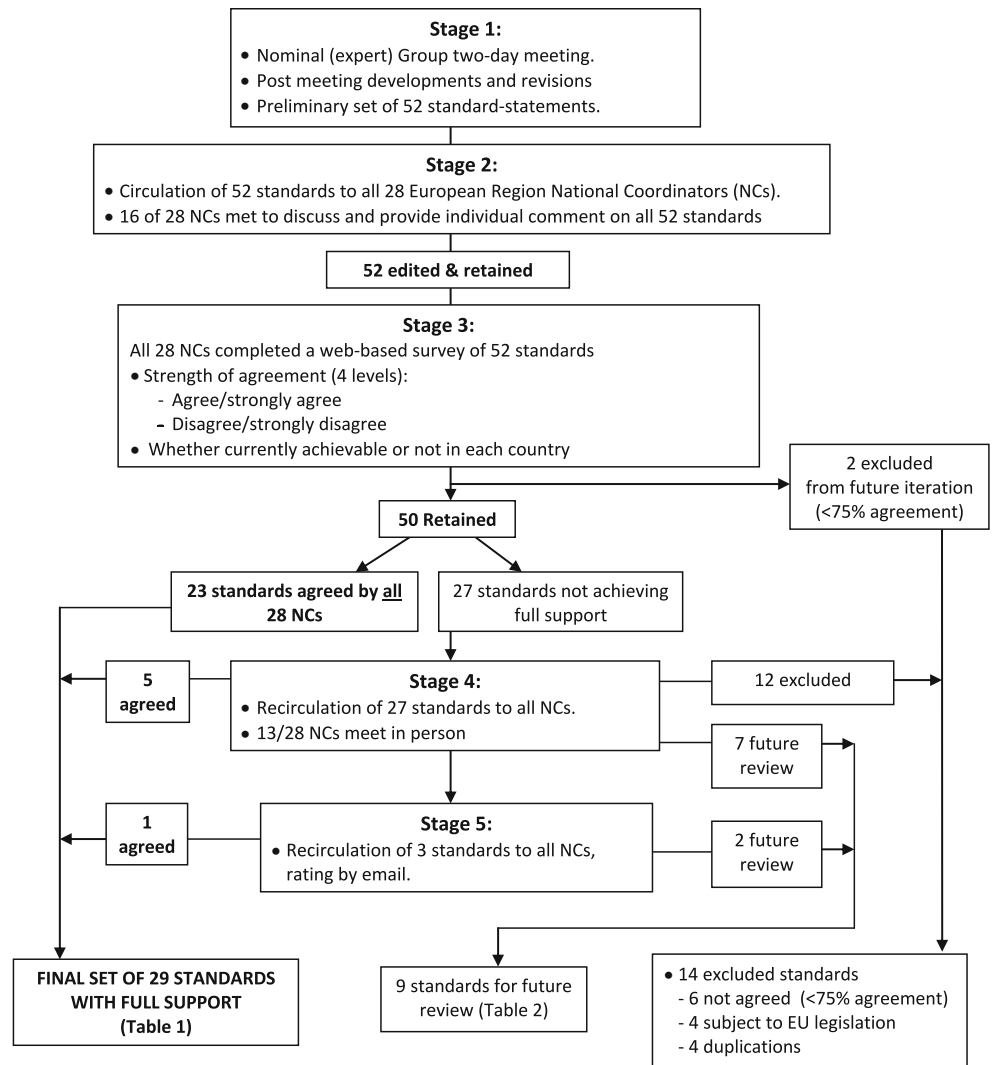 Stage 1:
● Nominal (expert) Group two-day meeting.
● Post meeting developments and revisions
● Preliminary set of 52 standard-statements.
Stage 2:
● Circulation of 52 standards to all 28 European Region National Coordinators (NCs).
● 16 of 28 NCs met to discuss and provide individual comment on all 52 standards
52 edited & retained
Stage 3:
All 28 NCs completed a web-based survey of 52 standards
● Strength of agreement (4 levels):
- Agree/strongly agree
- Disagree/strongly disagree
● Whether currently achievable or not in each country
2 excluded
from future iteration
(<75% agreement)
50 Retained
23 standards agreed by all
28 NCs
27 standards not achieving
full support
5
agreed
Stage 4:
● Recirculation of 27 standards to all NCs.
● 13/28 NCs meet in person
12 excluded
7 future
review
1
agreed
Stage 5:
● Recirculation of 3 standards to all NCs,
rating by email.
2 future
review
FINAL SET OF 29 STANDARDS
WITH FULL SUPPORT
(Table 1)
9 standards for future
review (Table 2)
● 14 excluded standards
- 6 not agreed (<75% agreement)
- 4 subject to EU legislation
- 4 duplications